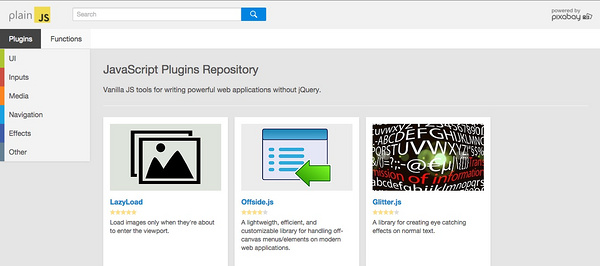 plain JS
Search
powered by
pixabay
Plugins
Functions
UI
Inputs
Media
Navigation
Effects
Other
JavaScript Plugins Repository
Vanilla JS tools for writing powerful web applications without jQuery.
LazyLoad
Load images only when they're about
to enter the viewport.
Offside.js
A lightweigth, efficient, and
customizable library for handling off-
canvas menus/elements on modern
web applications.
Glitter.js
A library for creating eye catching
effects on normal text.